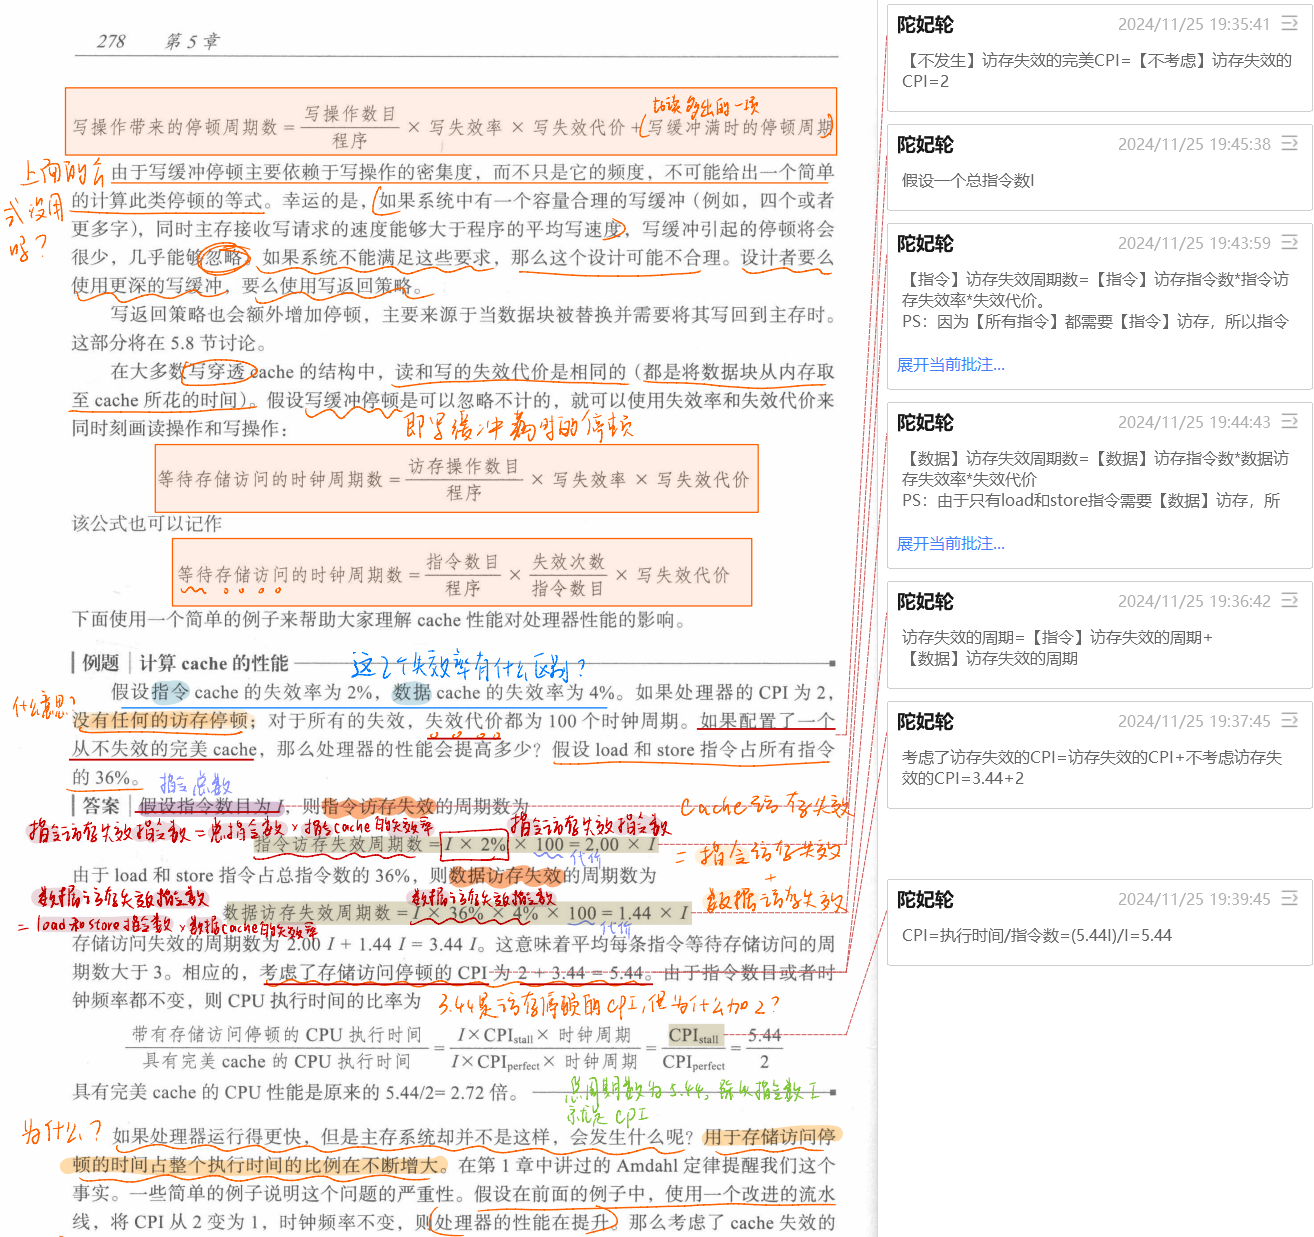 278 第 5 章
写操作带来的停顿周期数 = 写操作数目 / 程序 × 写失效率 × 写失效代价 + (写缓冲满时的停顿周期)
比读多出的一项
上面的公式没用吗？
由于写缓冲停顿主要依赖于写操作的密集度，而不只是它的频度，不可能给出一个简单
的计算此类停顿的等式。幸运的是，如果系统中有一个容量合理的写缓冲（例如，四个或者
更多字），同时主存接收写请求的速度能够大于程序的平均写速度，写缓冲引起的停顿将会
很少，几乎能够忽略。如果系统不能满足这些要求，那么这个设计可能不合理。设计者要么
使用更深的写缓冲，要么使用写返回策略。
写返回策略也会额外增加停顿，主要来源于当数据块被替换并需要将其写回到主存时。
这部分将在 5.8 节讨论。
在大多数写穿透 cache 的结构中，读和写的失效代价是相同的（都是将数据块从内存取
至 cache 所花的时间）。假设写缓冲停顿是可以忽略不计的，就可以使用失效率和失效代价来
同时刻画读操作和写操作：
即写缓冲满时的停顿
等待存储访问的时钟周期数 = 访存操作数目 / 程序 × 写失效率 × 写失效代价
该公式也可以记作
等待存储访问的时钟周期数 = 指令数目 / 程序 × 失效次数 / 指令数目 × 写失效代价
下面使用一个简单的例子来帮助大家理解 cache 性能对处理器性能的影响。
例题 计算 cache 的性能
这2个失效率有什么区别？
假设指令 cache 的失效率为 2%，数据 cache 的失效率为 4%。如果处理器的 CPI 为 2，
什么意思？
没有任何的访存停顿；对于所有的失效，失效代价都为 100 个时钟周期。如果配置了一个
从不失效的完美 cache，那么处理器的性能会提高多少？假设 load 和 store 指令占所有指令
的 36%。
指令总数
答案 假设指令数目为 I，则指令访存失效的周期数为
cache访存失效
= 指令访存失效
+
数据访存失效
指令访存失效指令数 = 总指令数 × 指令cache的失效率
指令访存失效指令数
指令访存失效周期数 = I × 2% × 100 = 2.00 × I
代价
由于 load 和 store 指令占总指令数的 36%，则数据访存失效的周期数为
数据访存失效指令数
= load和store指令数 × 数据cache的失效率
数据访存失效指令数
数据访存失效周期数 = I × 36% × 4% × 100 = 1.44 × I
代价
存储访问失效的周期数为 2.00 I + 1.44 I = 3.44 I。这意味着平均每条指令等待存储访问的周
期数大于 3。相应的，考虑了存储访问停顿的 CPI 为 2 + 3.44 = 5.44。由于指令数目或者时
钟频率都不变，则 CPU 执行时间的比率为
3.44是访存停顿的CPI，但为什么加2？
带有存储访问停顿的 CPU 执行时间 / 具有完美 cache 的 CPU 执行时间 = I×CPIstall× 时钟周期 / I×CPIperfect× 时钟周期 = CPIstall / CPIperfect = 5.44 / 2
具有完美 cache 的 CPU 性能是原来的 5.44/2= 2.72 倍。
总周期数为5.44，除以指令数I
就是CPI
为什么？
如果处理器运行得更快，但是主存系统却并不是这样，会发生什么呢？用于存储访问停
顿的时间占整个执行时间的比例在不断增大。在第 1 章中讲过的 Amdahl 定律提醒我们这个
事实。一些简单的例子说明这个问题的严重性。假设在前面的例子中，使用一个改进的流水
线，将 CPI 从 2 变为 1，时钟频率不变，则处理器的性能在提升。那么考虑了 cache 失效的
陀妃轮 2024/11/25 19:35:41
【不发生】访存失效的完美CPI=【不考虑】访存失效的
CPI=2
陀妃轮 2024/11/25 19:45:38
假设一个总指令数I
陀妃轮 2024/11/25 19:43:59
【指令】访存失效周期数=【指令】访存指令数*指令访
存失效率*失效代价。
PS：因为【所有指令】都需要【指令】访存，所以指令
展开当前批注...
陀妃轮 2024/11/25 19:44:43
【数据】访存失效周期数=【数据】访存指令数*数据访
存失效率*失效代价
PS：由于只有load和store指令需要【数据】访存，所
展开当前批注...
陀妃轮 2024/11/25 19:36:42
访存失效的周期=【指令】访存失效的周期+
【数据】访存失效的周期
陀妃轮 2024/11/25 19:37:45
考虑了访存失效的CPI=访存失效的CPI+不考虑访存失
效的CPI=3.44+2
陀妃轮 2024/11/25 19:39:45
CPI=执行时间/指令数=(5.44I)/I=5.44